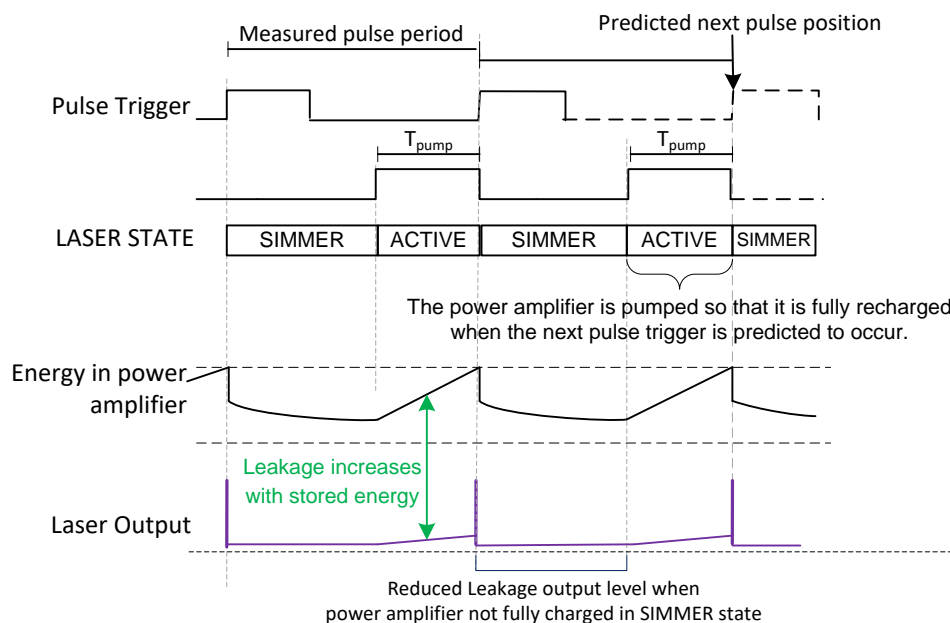 Measured pulse period
Predicted next pulse position
Pulse Trigger
T_pump
T_pump
LASER STATE
SIMMER
ACTIVE
SIMMER
ACTIVE
SIMMER
The power amplifier is pumped so that it is fully recharged
when the next pulse trigger is predicted to occur.
Energy in power
amplifier
Leakage increases
with stored energy
Laser Output
Reduced Leakage output level when
power amplifier not fully charged in SIMMER state